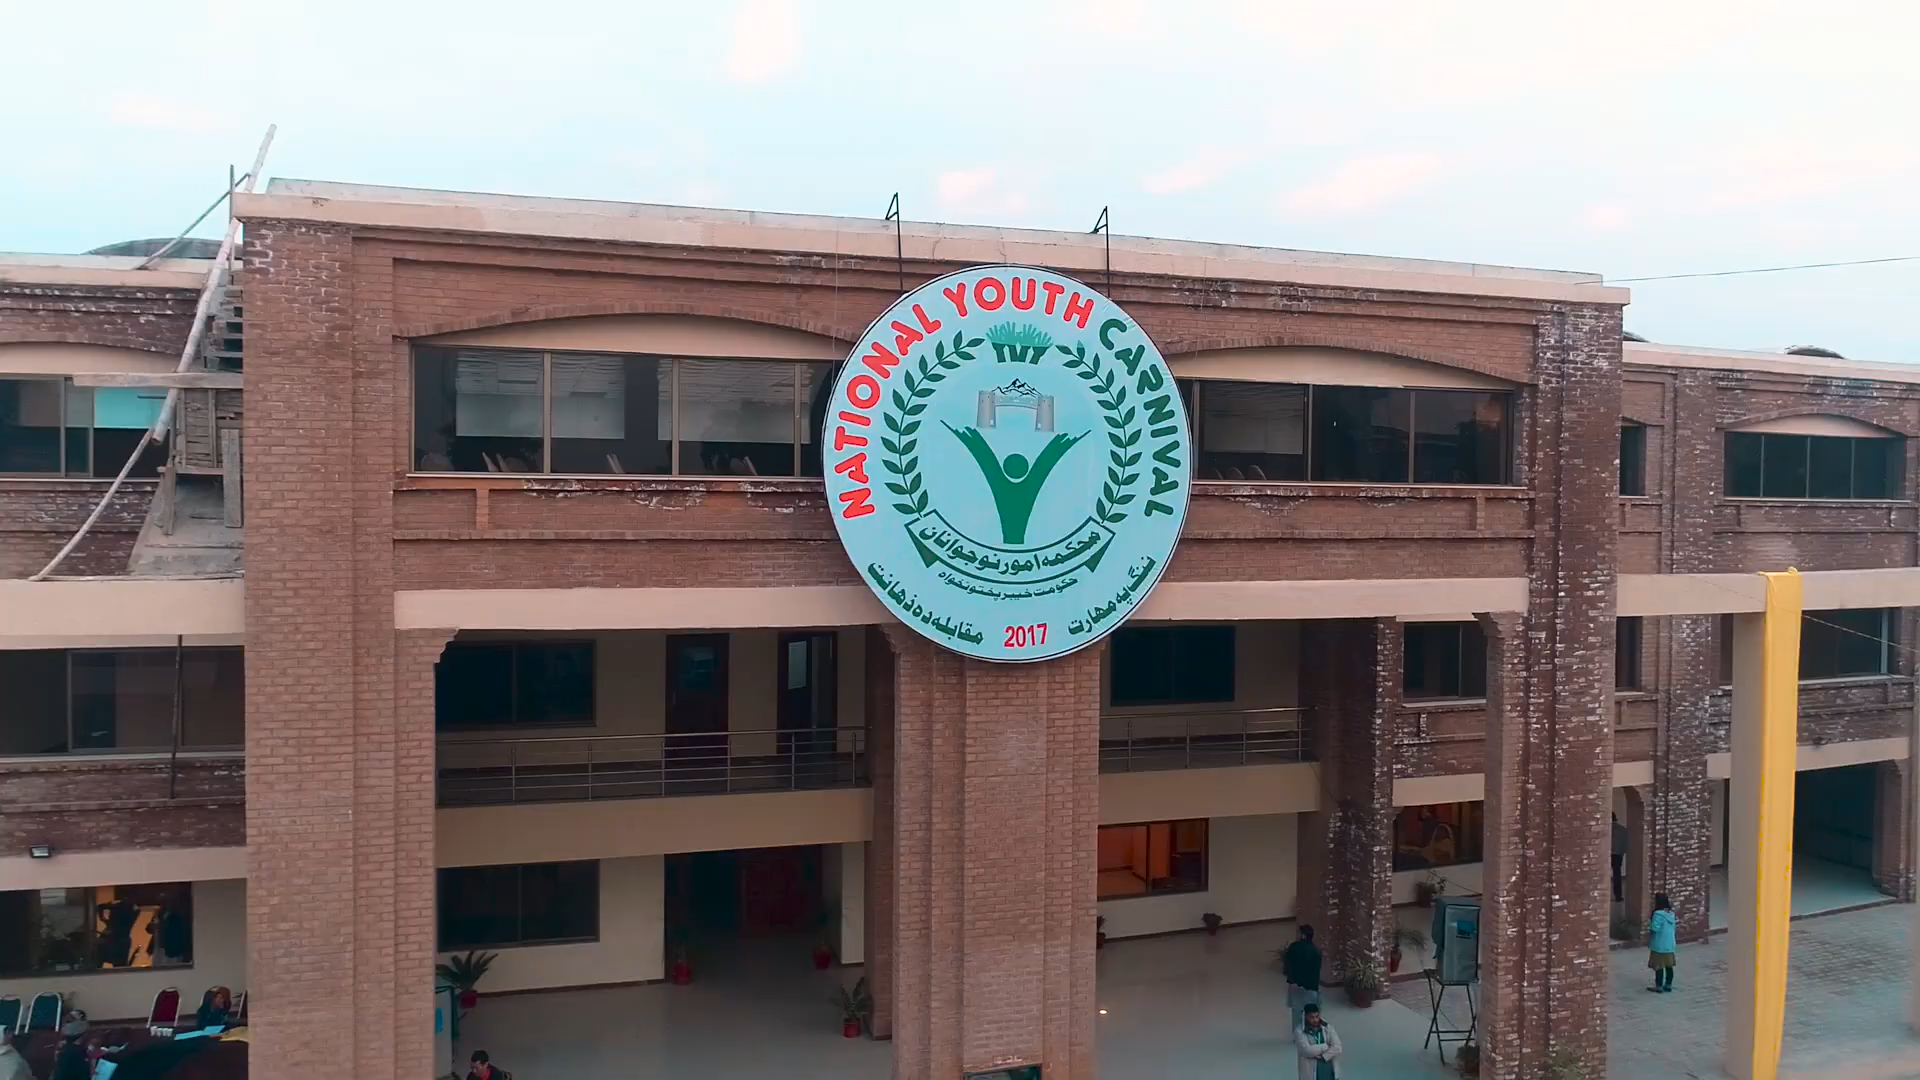 NATIONAL YOUTH CARNIVAL
محکمہ امور نوجوانان
حکومت خیبر پختونخواہ
ننگ په مهارت
2017
مقابله ده ذهانت